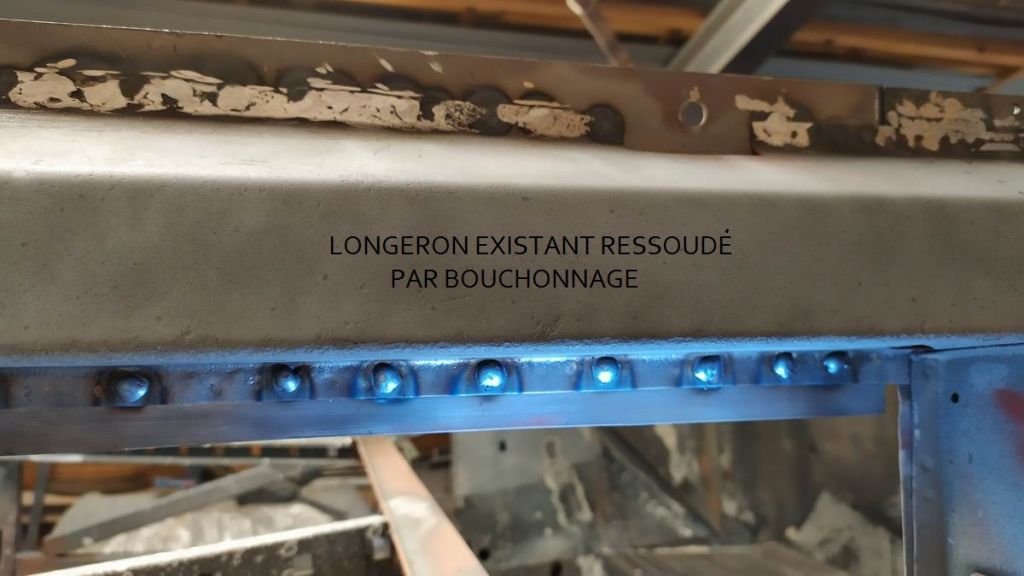 LONGERON EXISTANT RESSOUDÉ
PAR BOUCHONNAGE